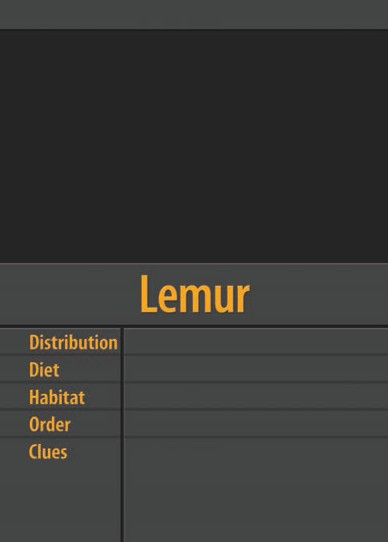 Lemur
Distribution
Diet
Habitat
Order
Clues